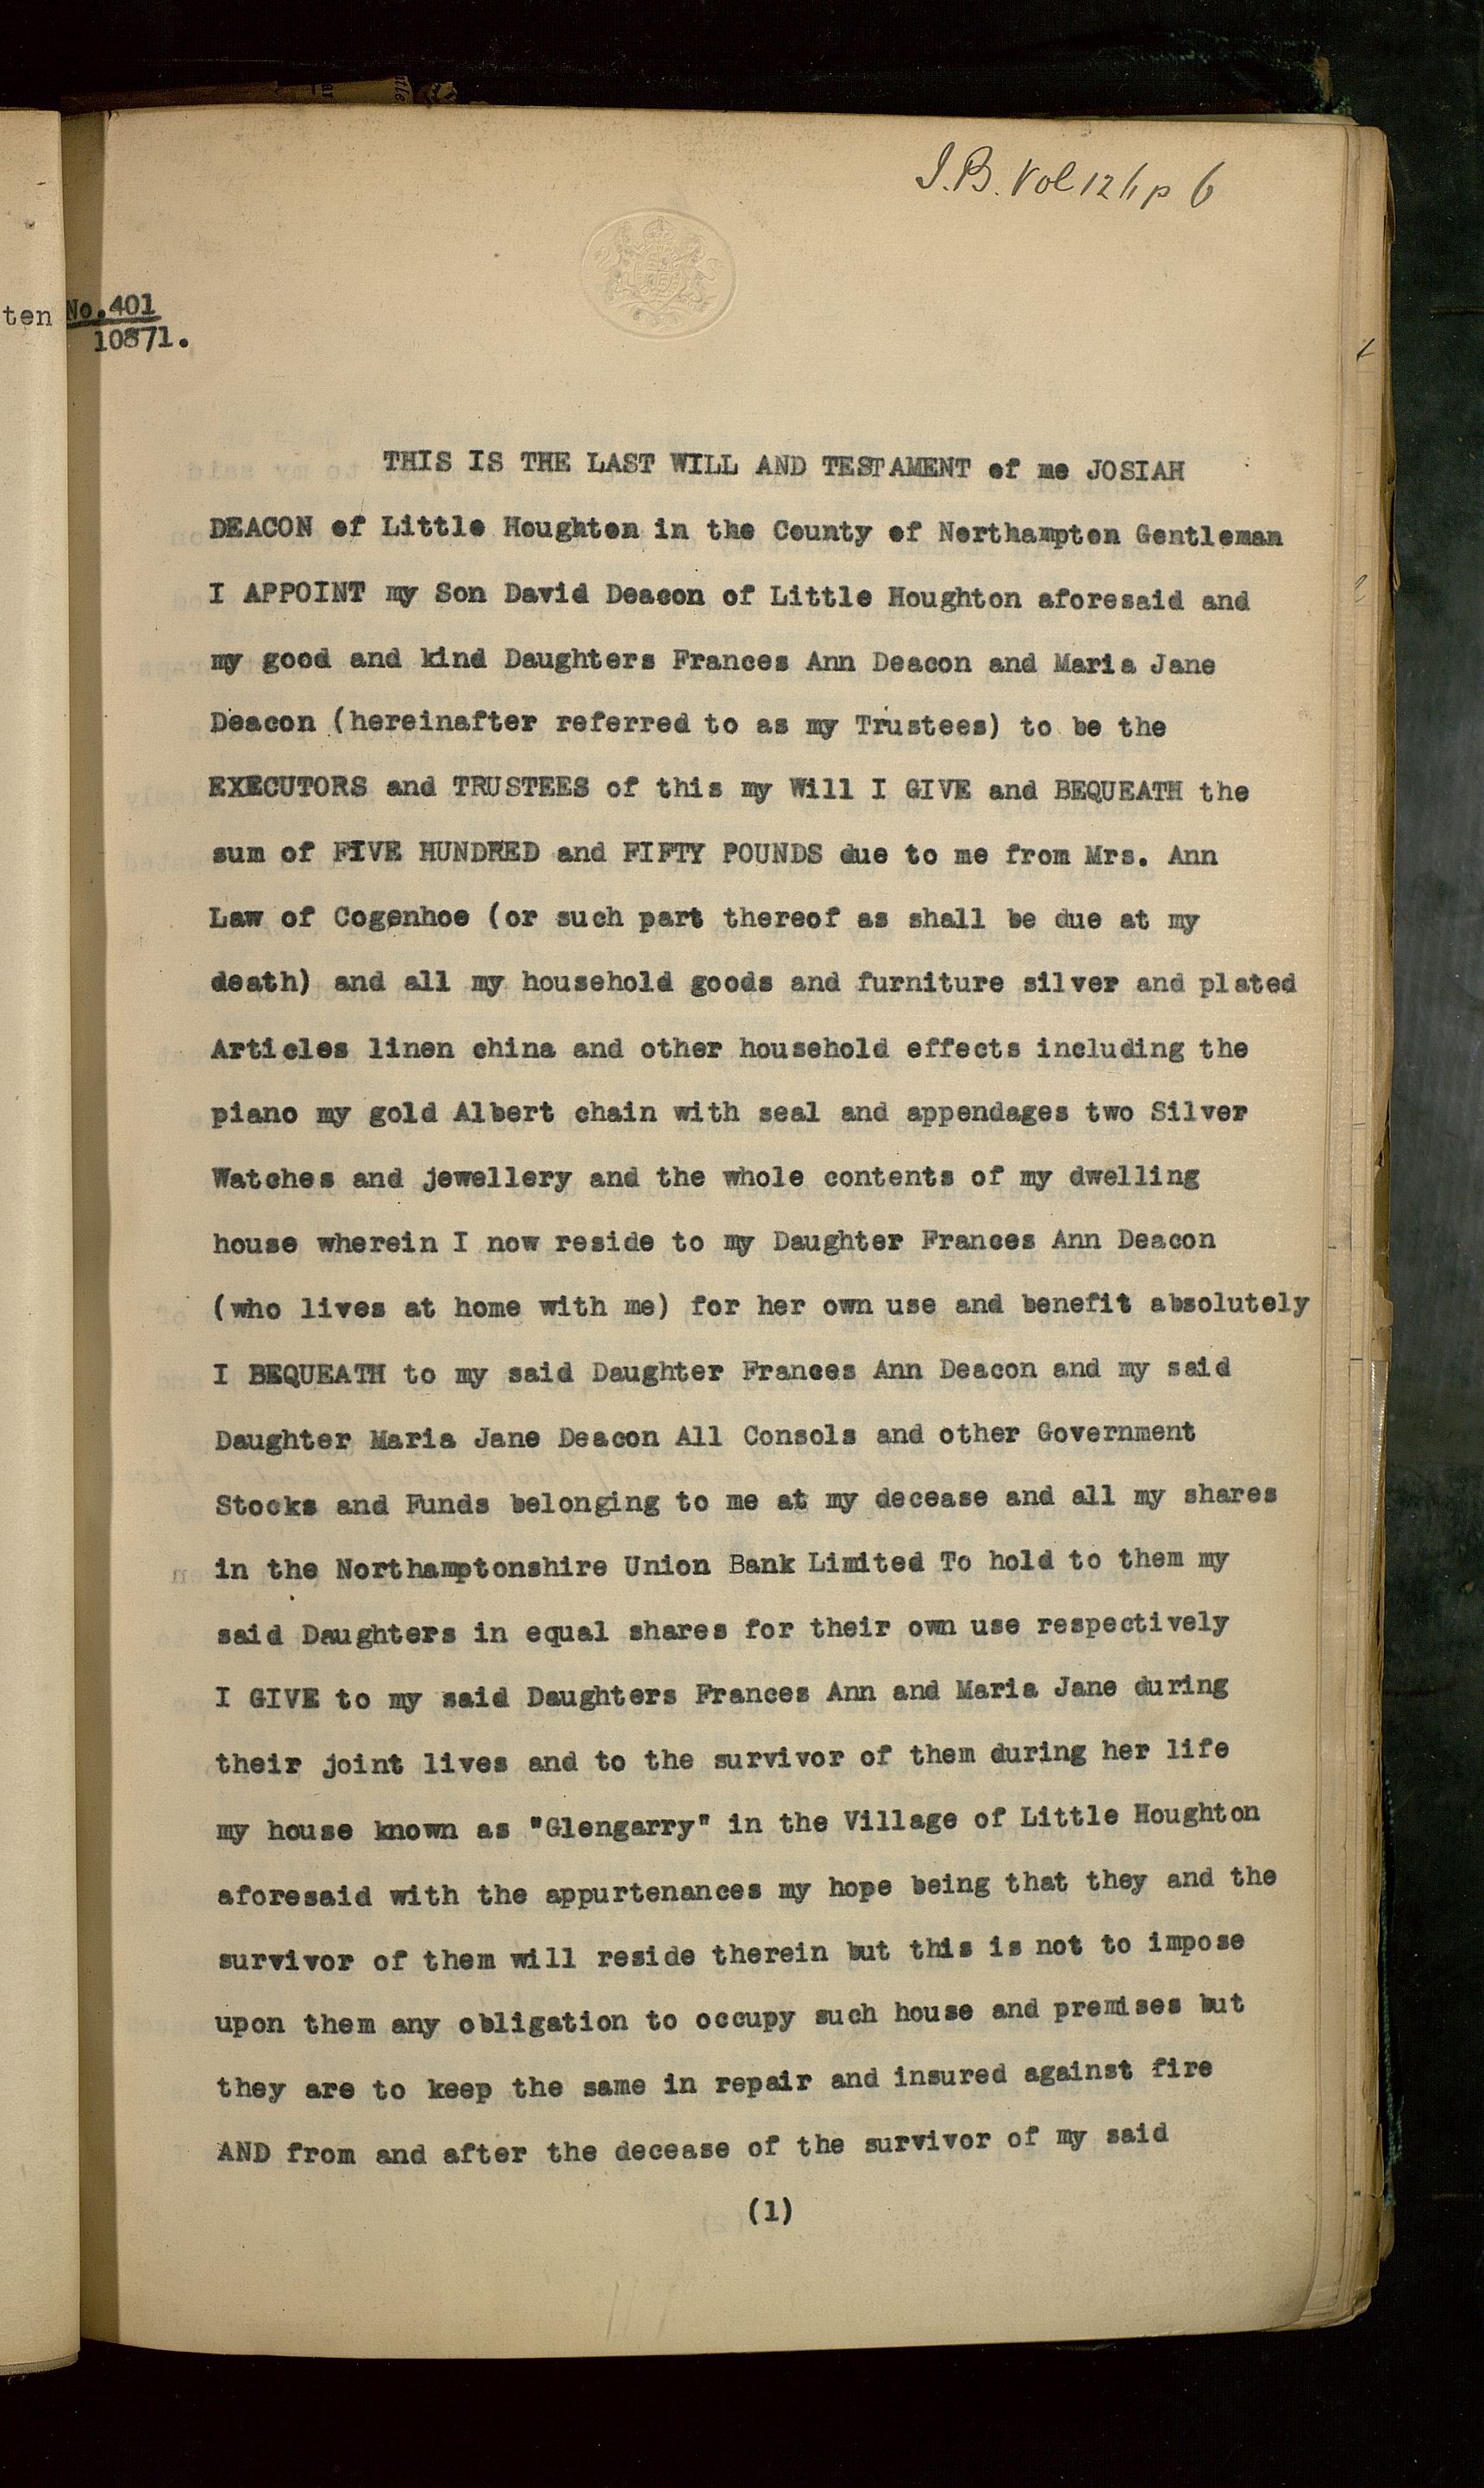 I.B. Vol 12 p 6
ten
No.401
10871.
THIS IS THE LAST WILL AND TESTAMENT of me JOSIAH
DEACON of Little Houghton in the County of Northampton Gentleman
I APPOINT my Son David Deacon of Little Houghton aforesaid and
my good and kind Daughters Frances Ann Deacon and Maria Jane
Deacon (hereinafter referred to as my Trustees) to be the
EXECUTORS and TRUSTEES of this my Will I GIVE and BEQUEATH the
sum of FIVE HUNDRED and FIFTY POUNDS due to me from Mrs. Ann
Law of Cogenhoe (or such part thereof as shall be due at my
death) and all my household goods and furniture silver and plated
Articles linen china and other household effects including the
piano my gold Albert chain with seal and appendages two Silver
Watches and jewellery and the whole contents of my dwelling
house wherein I now reside to my Daughter Frances Ann Deacon
(who lives at home with me) for her own use and benefit absolutely
I BEQUEATH to my said Daughter Frances Ann Deacon and my said
Daughter Maria Jane Deacon All Consols and other Government
Stocks and Funds belonging to me at my decease and all my shares
in the Northamptonshire Union Bank Limited To hold to them my
said Daughters in equal shares for their own use respectively
I GIVE to my said Daughters Frances Ann and Maria Jane during
their joint lives and to the survivor of them during her life
my house known as "Glengarry" in the Village of Little Houghton
aforesaid with the appurtenances my hope being that they and the
survivor of them will reside therein but this is not to impose
upon them any obligation to occupy such house and premises but
they are to keep the same in repair and insured against fire
AND from and after the decease of the survivor of my said
(1)